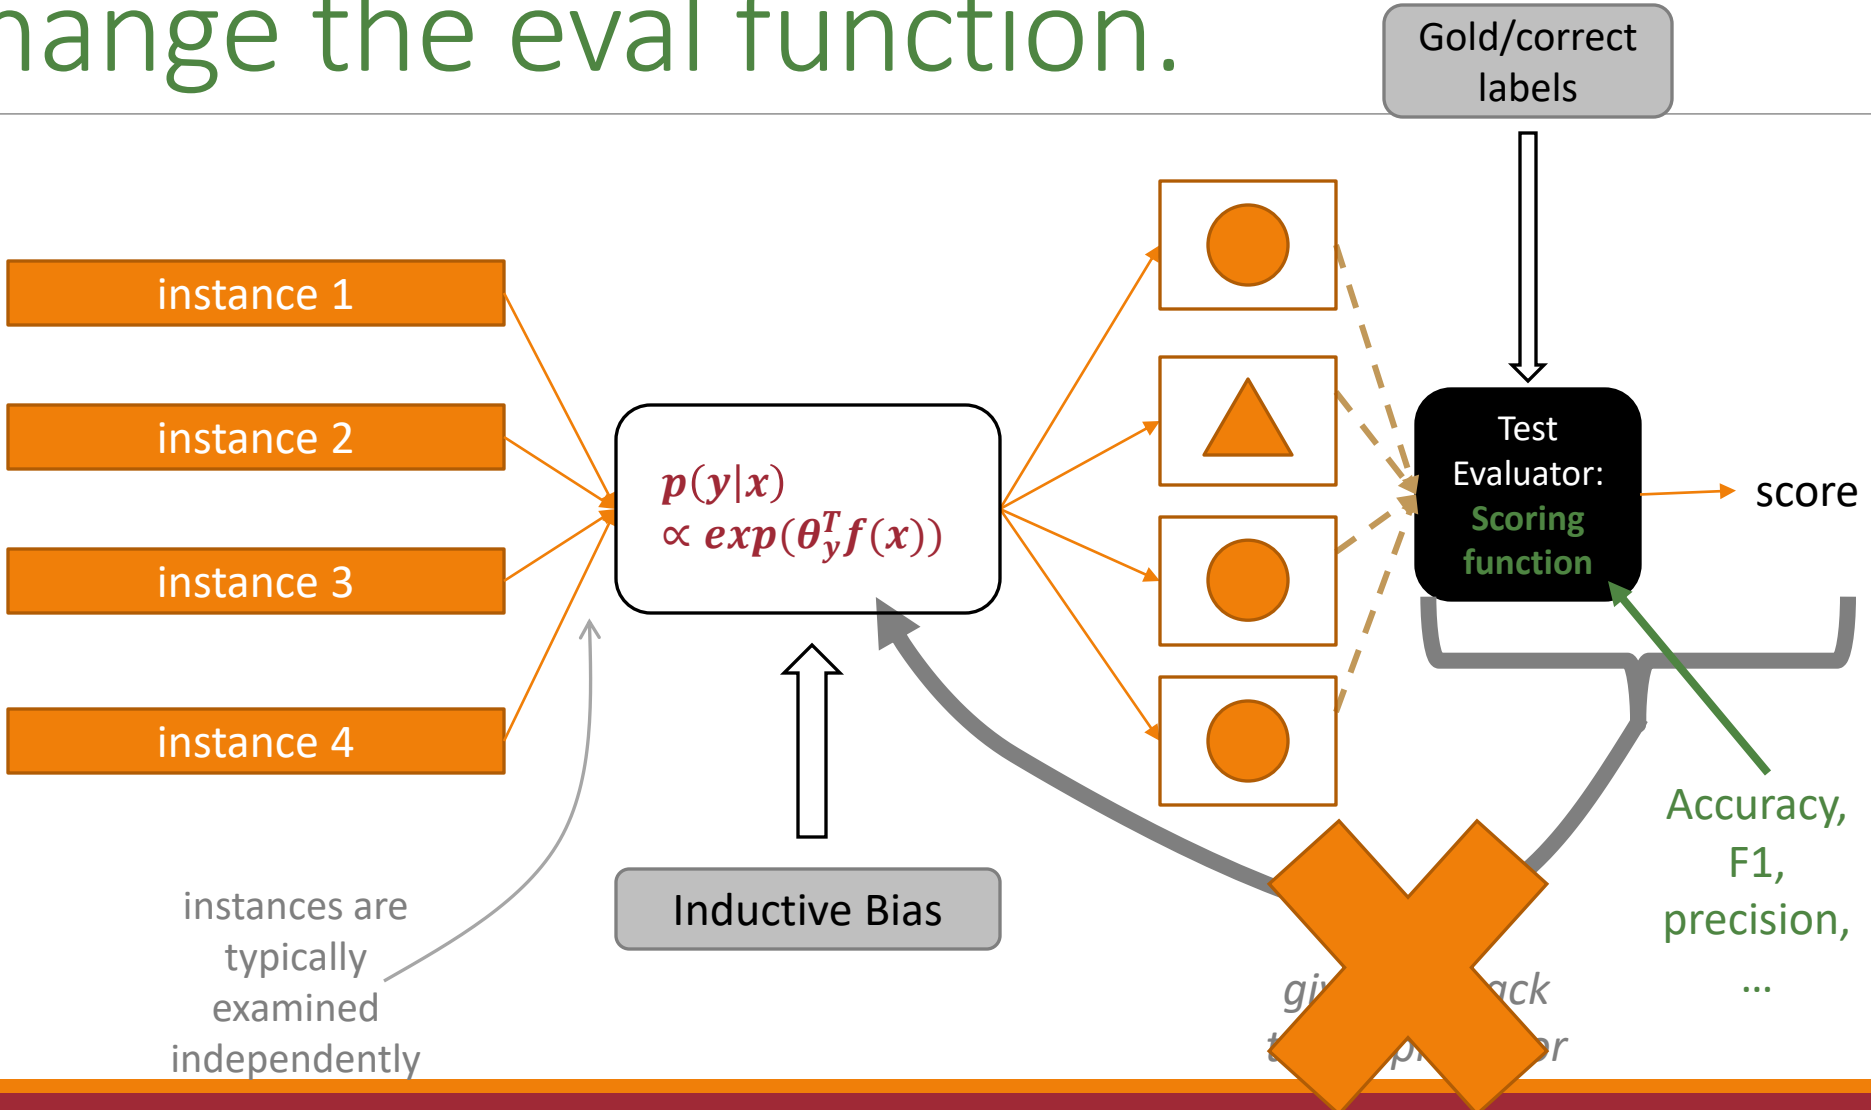 hange the eval function.
Gold/correct
labels
instance 1
instance 2
instance 3
instance 4
p(y|x)
∝ exp(θ_y^T f(x))
Test
Evaluator:
Scoring
function
score
Inductive Bias
instances are
typically
examined
independently
Accuracy,
F1,
precision,
...